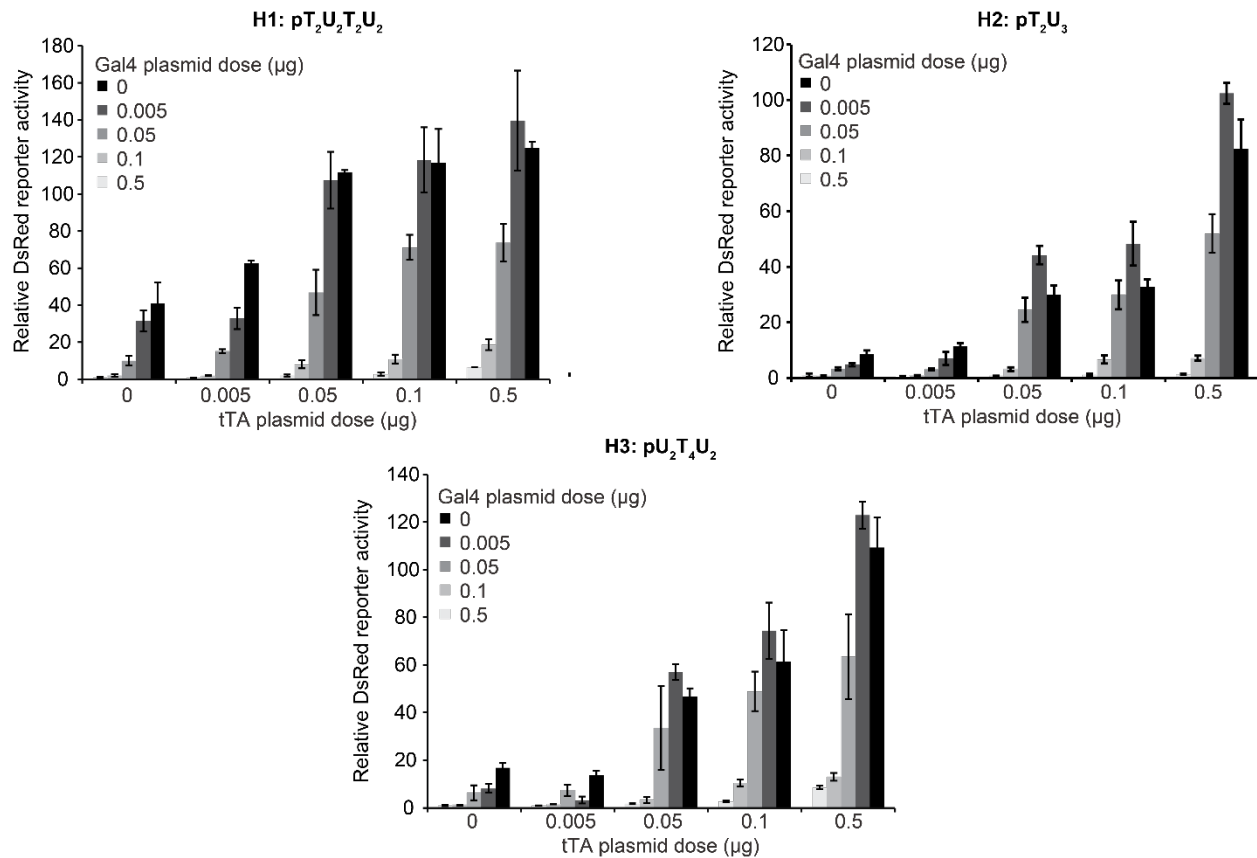 H1: pT₂U₂T₂U₂
Relative DsRed reporter activity
180
160
140
120
100
80
60
40
20
0
Gal4 plasmid dose (µg)
0
0.005
0.05
0.1
0.5
0 0.005 0.05 0.1 0.5
tTA plasmid dose (µg)
H2: pT₂U₃
Relative DsRed reporter activity
120
100
80
60
40
20
0
Gal4 plasmid dose (µg)
0
0.005
0.05
0.1
0.5
0 0.005 0.05 0.1 0.5
tTA plasmid dose (µg)
H3: pU₂T₄U₂
Relative DsRed reporter activity
140
120
100
80
60
40
20
0
Gal4 plasmid dose (µg)
0
0.005
0.05
0.1
0.5
0 0.005 0.05 0.1 0.5
tTA plasmid dose (µg)